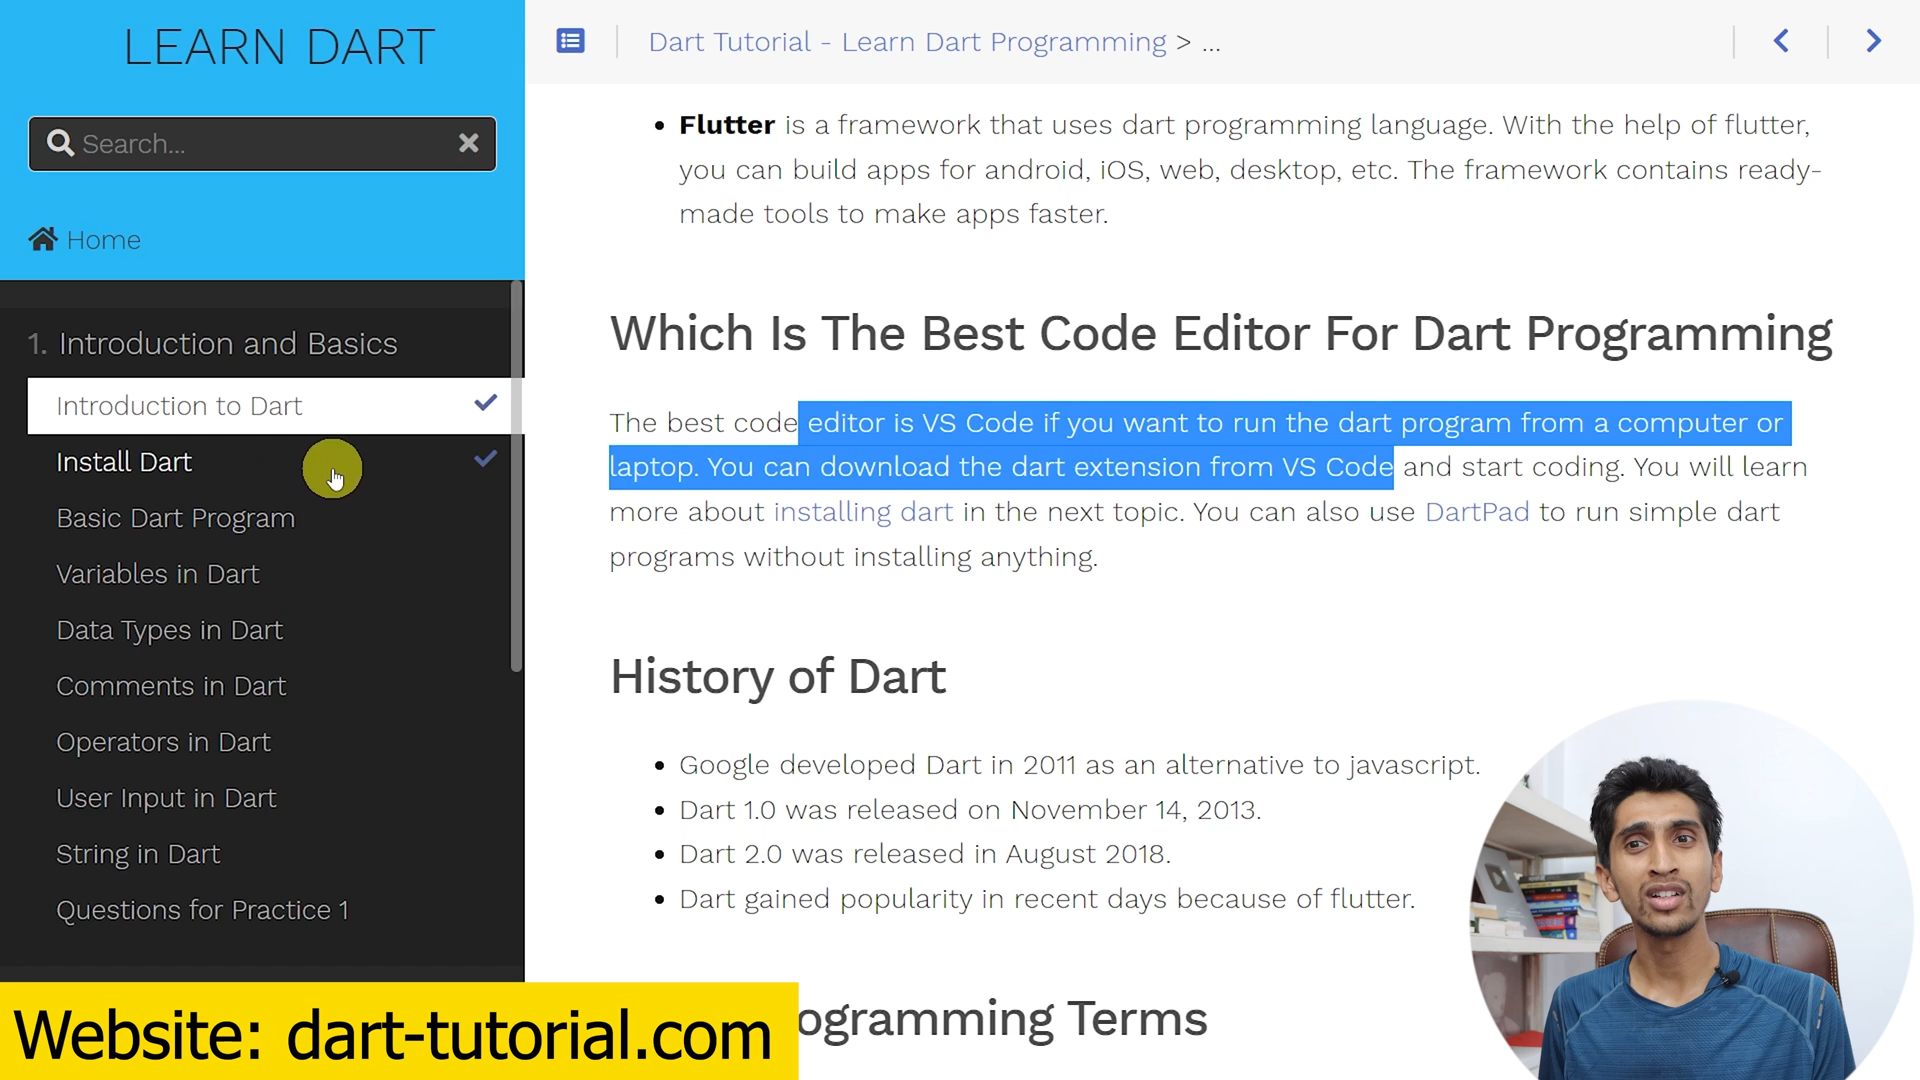 LEARN DART
Search...
Home
1. Introduction and Basics
Introduction to Dart
Install Dart
Basic Dart Program
Variables in Dart
Data Types in Dart
Comments in Dart
Operators in Dart
User Input in Dart
String in Dart
Questions for Practice 1
Dart Tutorial - Learn Dart Programming > ...
• Flutter is a framework that uses dart programming language. With the help of flutter,
you can build apps for android, iOS, web, desktop, etc. The framework contains ready-
made tools to make apps faster.
Which Is The Best Code Editor For Dart Programming
The best code editor is VS Code if you want to run the dart program from a computer or
laptop. You can download the dart extension from VS Code and start coding. You will learn
more about installing dart in the next topic. You can also use DartPad to run simple dart
programs without installing anything.
History of Dart
• Google developed Dart in 2011 as an alternative to javascript.
• Dart 1.0 was released on November 14, 2013.
• Dart 2.0 was released in August 2018.
• Dart gained popularity in recent days because of flutter.
ogramming Terms
Website: dart-tutorial.com